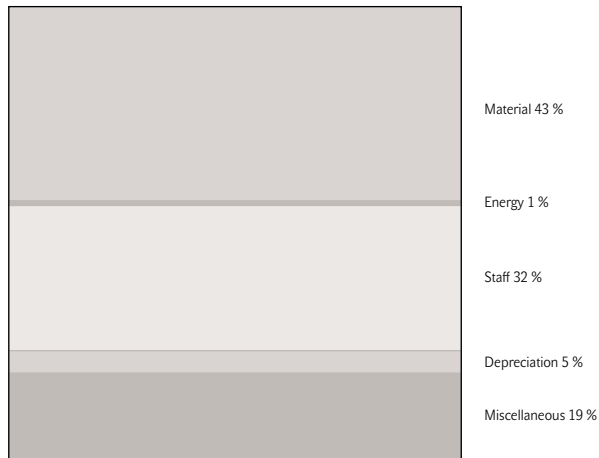 Material 43 %
Energy 1 %
Staff 32 %
Depreciation 5 %
Miscellaneous 19 %